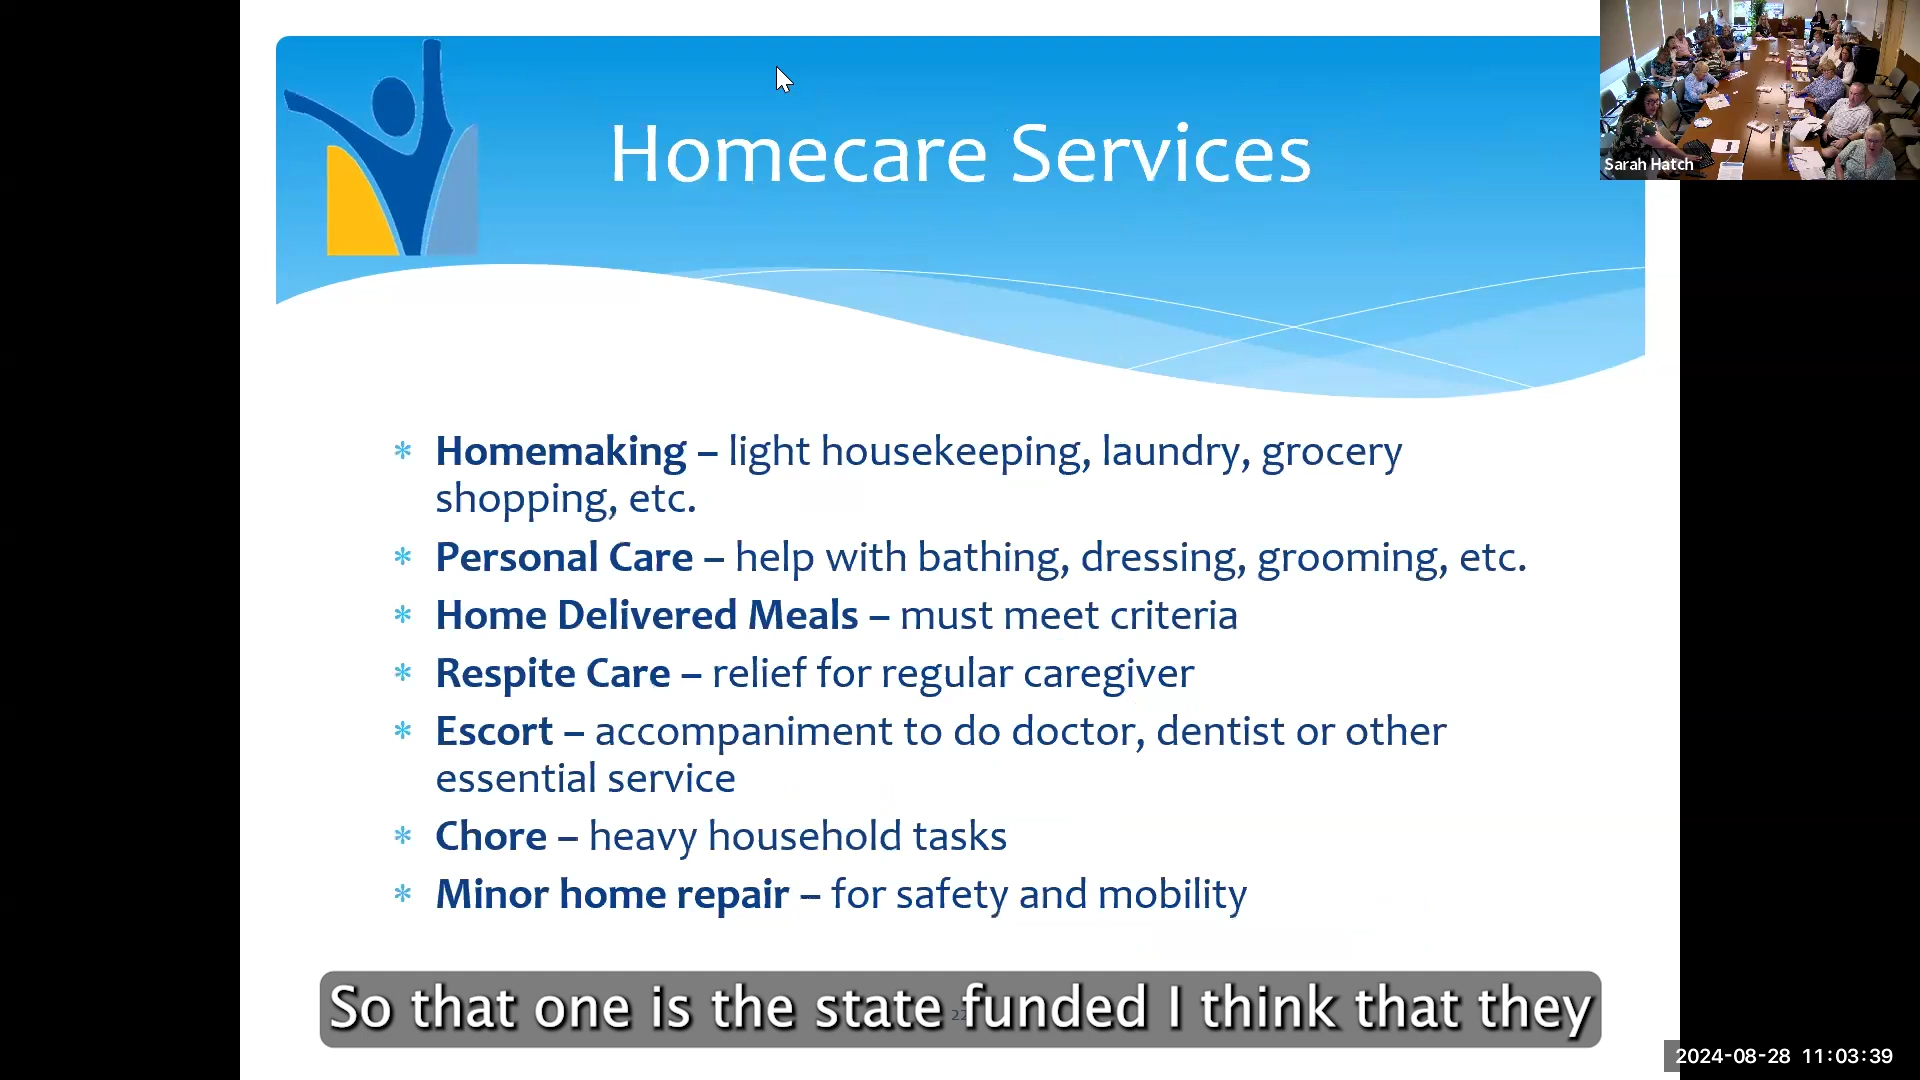 Homecare Services
Sarah Hatch
* Homemaking – light housekeeping, laundry, grocery
shopping, etc.
* Personal Care – help with bathing, dressing, grooming, etc.
* Home Delivered Meals – must meet criteria
* Respite Care – relief for regular caregiver
* Escort – accompaniment to do doctor, dentist or other
essential service
* Chore – heavy household tasks
* Minor home repair – for safety and mobility
So that one is the state funded I think that they
2024-08-28 11:03:39